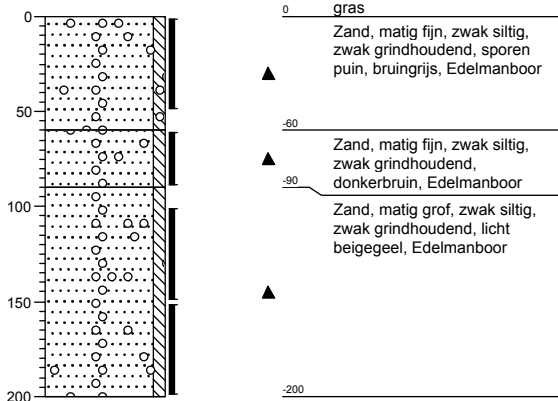 0
50
100
150
200
0
gras
Zand, matig fijn, zwak siltig,
zwak grindhoudend, sporen
puin, bruingrijs, Edelmanboor
-60
Zand, matig fijn, zwak siltig,
zwak grindhoudend,
donkerbruin, Edelmanboor
-90
Zand, matig grof, zwak siltig,
zwak grindhoudend, licht
beigegeel, Edelmanboor
-200